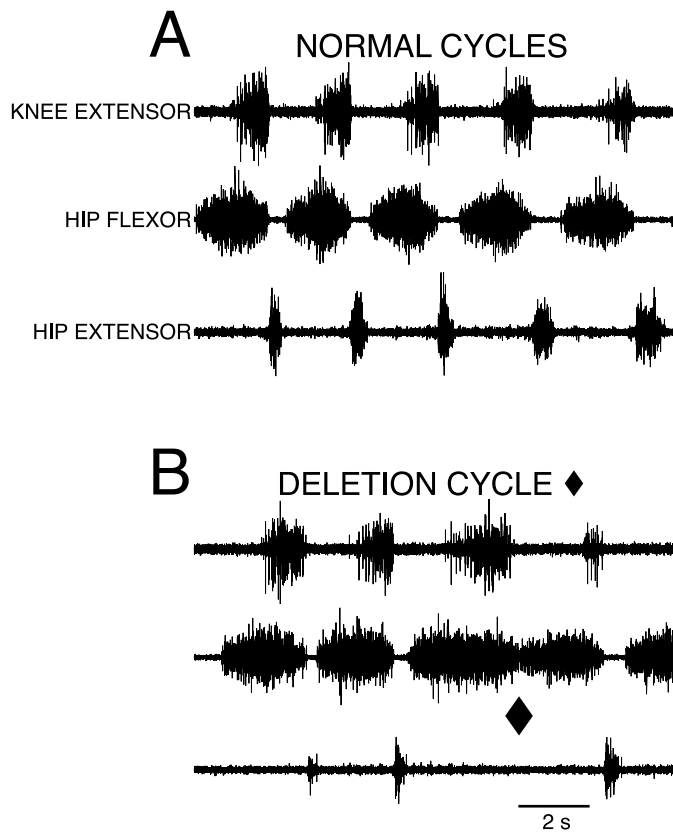 A
NORMAL CYCLES
KNEE EXTENSOR
HIP FLEXOR
HIP EXTENSOR
B
DELETION CYCLE ♦
2 s